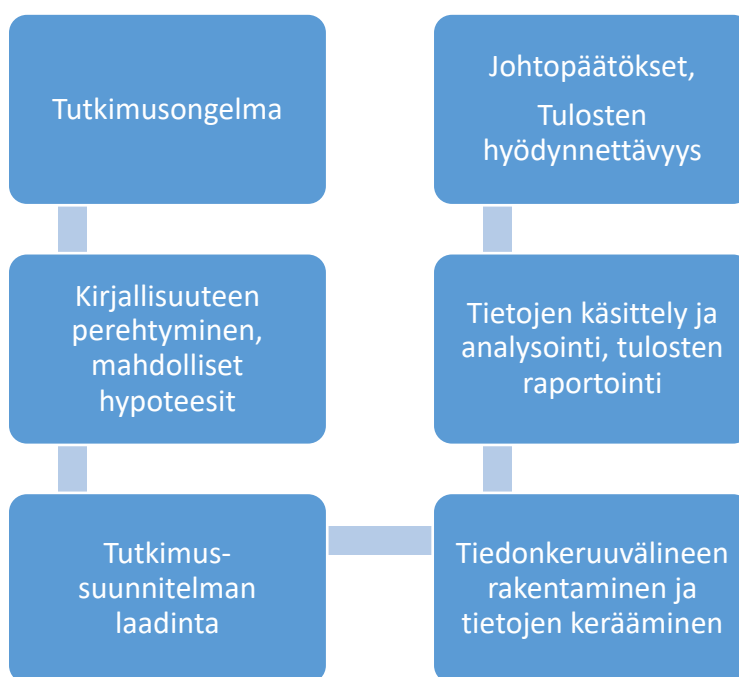 Tutkimusongelma
Kirjallisuuteen
perehtyminen,
mahdolliset
hypoteesit
Tutkimus-
suunnitelman
laadinta
Tiedonkeruuvälineen
rakentaminen ja
tietojen kerääminen
Tietojen käsittely ja
analysointi, tulosten
raportointi
Johtopäätökset,
Tulosten
hyödynnettävyys